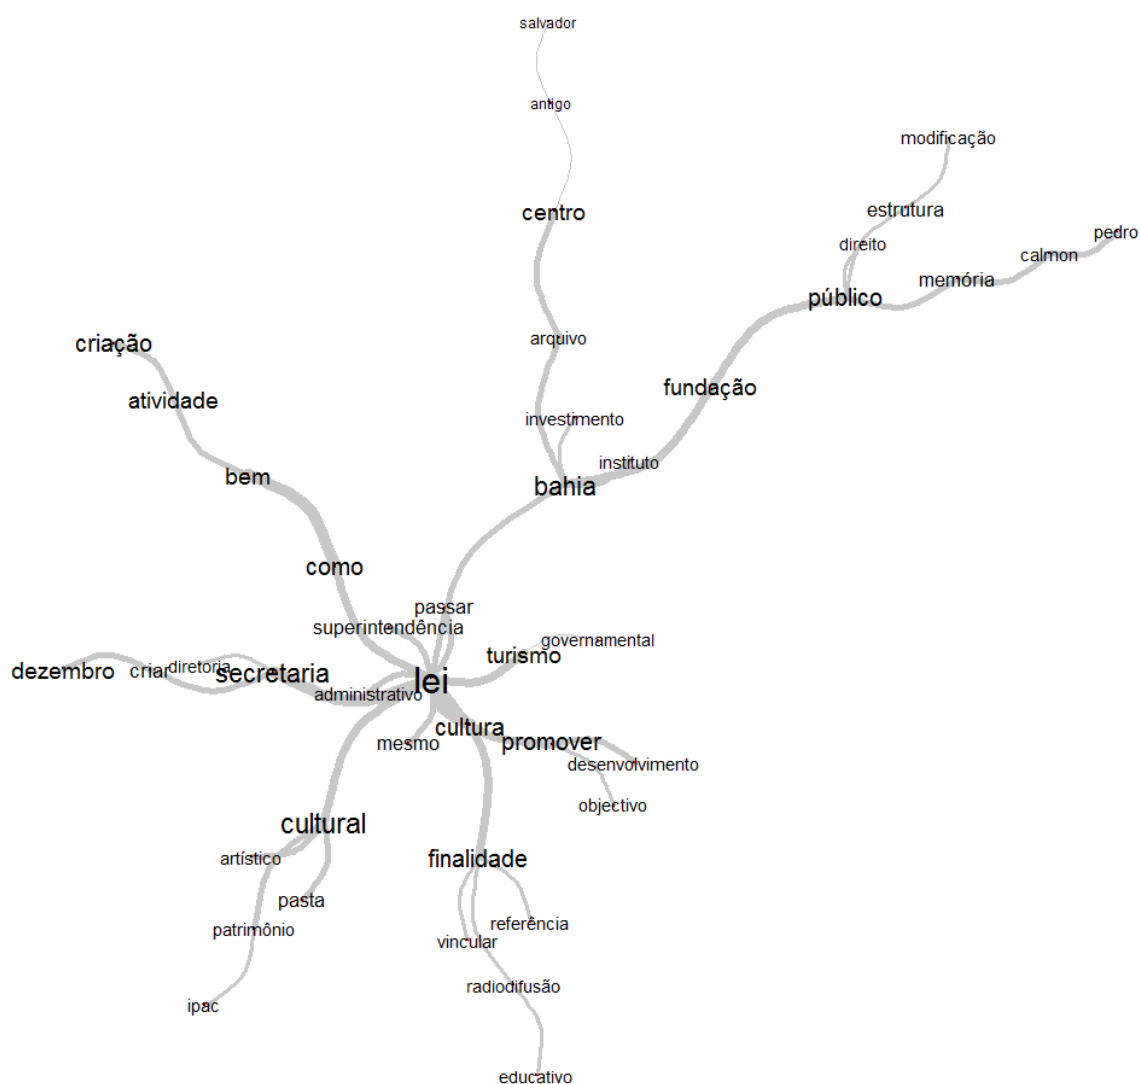 salvador
antigo
modificação
centro
estrutura
pedro
direito
calmon
memória
público
arquivo
criação
fundação
atividade
investimento
instituto
bem
bahia
como
passar
superintendência
governamental
turismo
dezembro
criar
diretoria
secretaria
lei
administrativo
cultura
mesmo
promover
desenvolvimento
objectivo
cultural
artístico
finalidade
pasta
referência
patrimônio
vincular
radiodifusão
ipac
educativo